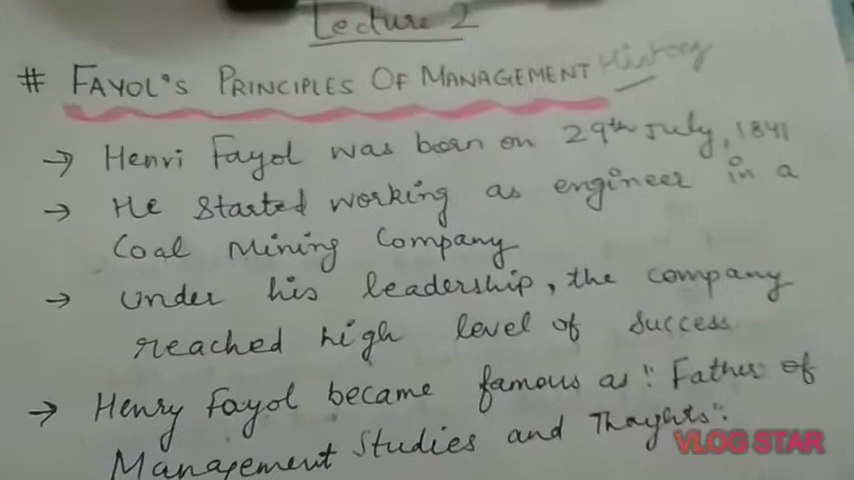 Lecture 2
# FAYOL'S PRINCIPLES OF MANAGEMENT History
→ Henri Fayol was born on 29th July, 1841
→ He started working as engineer in a
Coal Mining Company
→ Under his leadership, the company
reached high level of success
→ Henry Fayol became famous as "Father of
Management Studies and Thoughts".
VLOG STAR